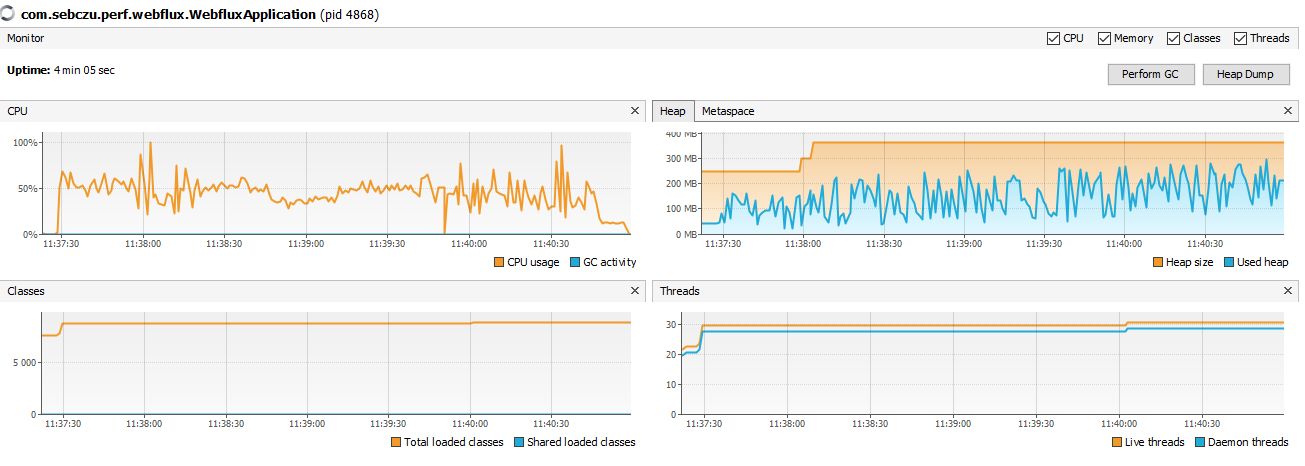 com.sebczu.perf.webflux.WebfluxApplication (pid 4868)
Monitor
CPU Memory Classes Threads
Uptime: 4 min 05 sec
Perform GC Heap Dump
CPU
100%
50%
0%
11:37:30 11:38:00 11:38:30 11:39:00 11:39:30 11:40:00 11:40:30
CPU usage GC activity
Heap Metaspace
400 MB
300 MB
200 MB
100 MB
0 MB
11:37:30 11:38:00 11:38:30 11:39:00 11:39:30 11:40:00 11:40:30
Heap size Used heap
Classes
5 000
0
11:37:30 11:38:00 11:38:30 11:39:00 11:39:30 11:40:00 11:40:30
Total loaded classes Shared loaded classes
Threads
30
20
10
0
11:37:30 11:38:00 11:38:30 11:39:00 11:39:30 11:40:00 11:40:30
Live threads Daemon threads